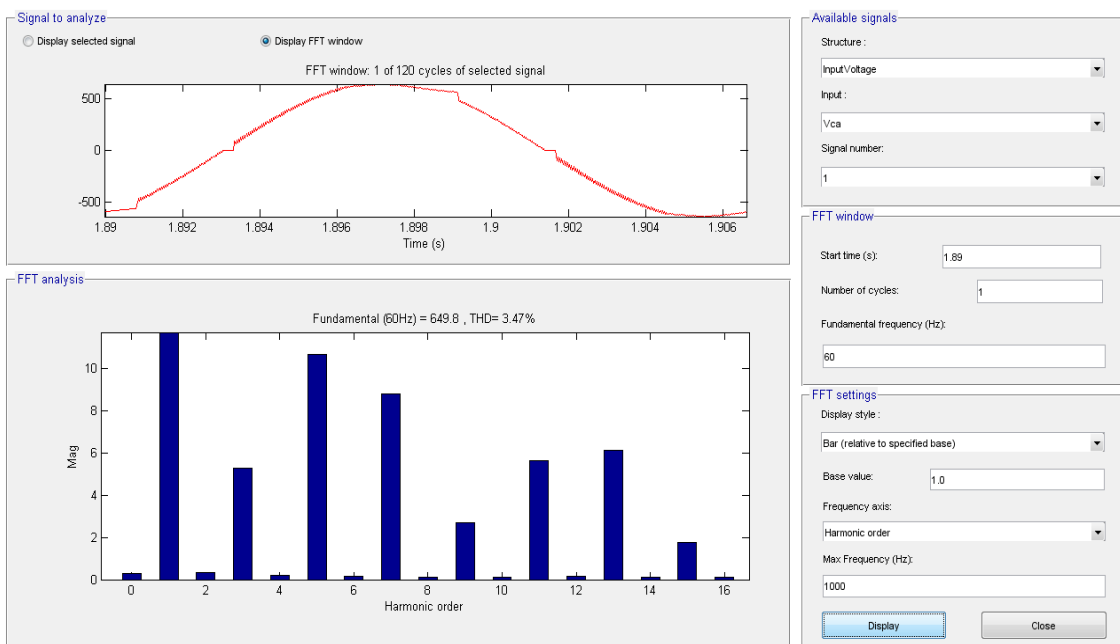 Signal to analyze
Display selected signal
Display FFT window
FFT window: 1 of 120 cycles of selected signal
500
0
-500
1.89 1.892 1.894 1.896 1.898 1.9 1.902 1.904 1.906
Time (s)
FFT analysis
Fundamental (60Hz) = 649.8 , THD= 3.47%
10
8
6
4
2
0
Mag
0 2 4 6 8 10 12 14 16
Harmonic order
Available signals
Structure :
InputVoltage
Input :
Vca
Signal number:
1
FFT window
Start time (s):
1.89
Number of cycles:
1
Fundamental frequency (Hz):
60
FFT settings
Display style :
Bar (relative to specified base)
Base value:
1.0
Frequency axis:
Harmonic order
Max Frequency (Hz):
1000
Display
Close